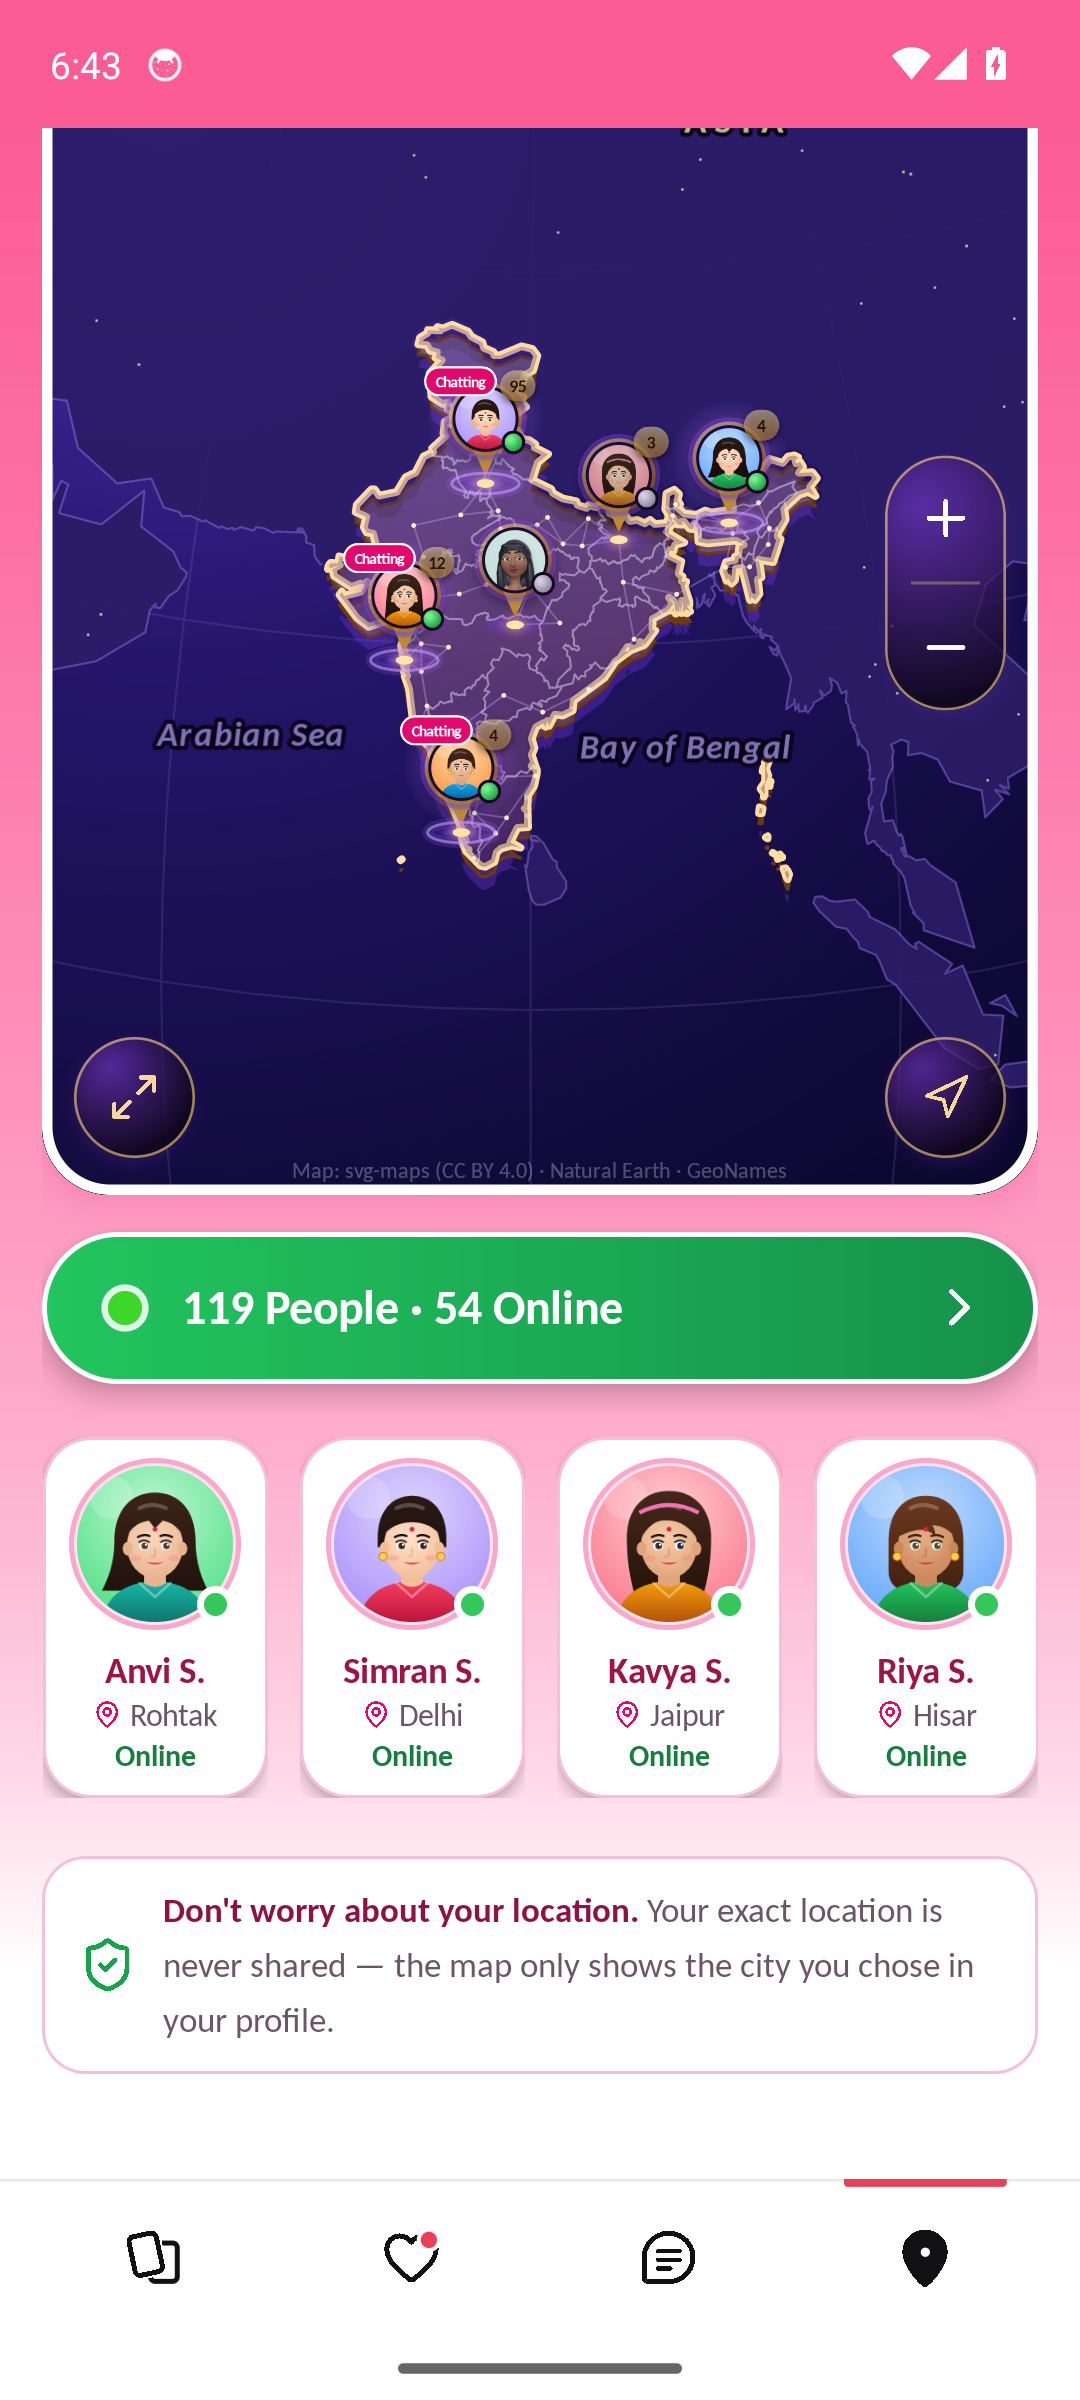 6:43
ASIA
Chatting
95
3
4
Chatting
12
Chatting
4
Arabian Sea
Bay of Bengal
Map: svg-maps (CC BY 4.0) · Natural Earth · GeoNames
119 People · 54 Online
Anvi S.
Rohtak
Online
Simran S.
Delhi
Online
Kavya S.
Jaipur
Online
Riya S.
Hisar
Online
Don't worry about your location. Your exact location is
never shared — the map only shows the city you chose in
your profile.